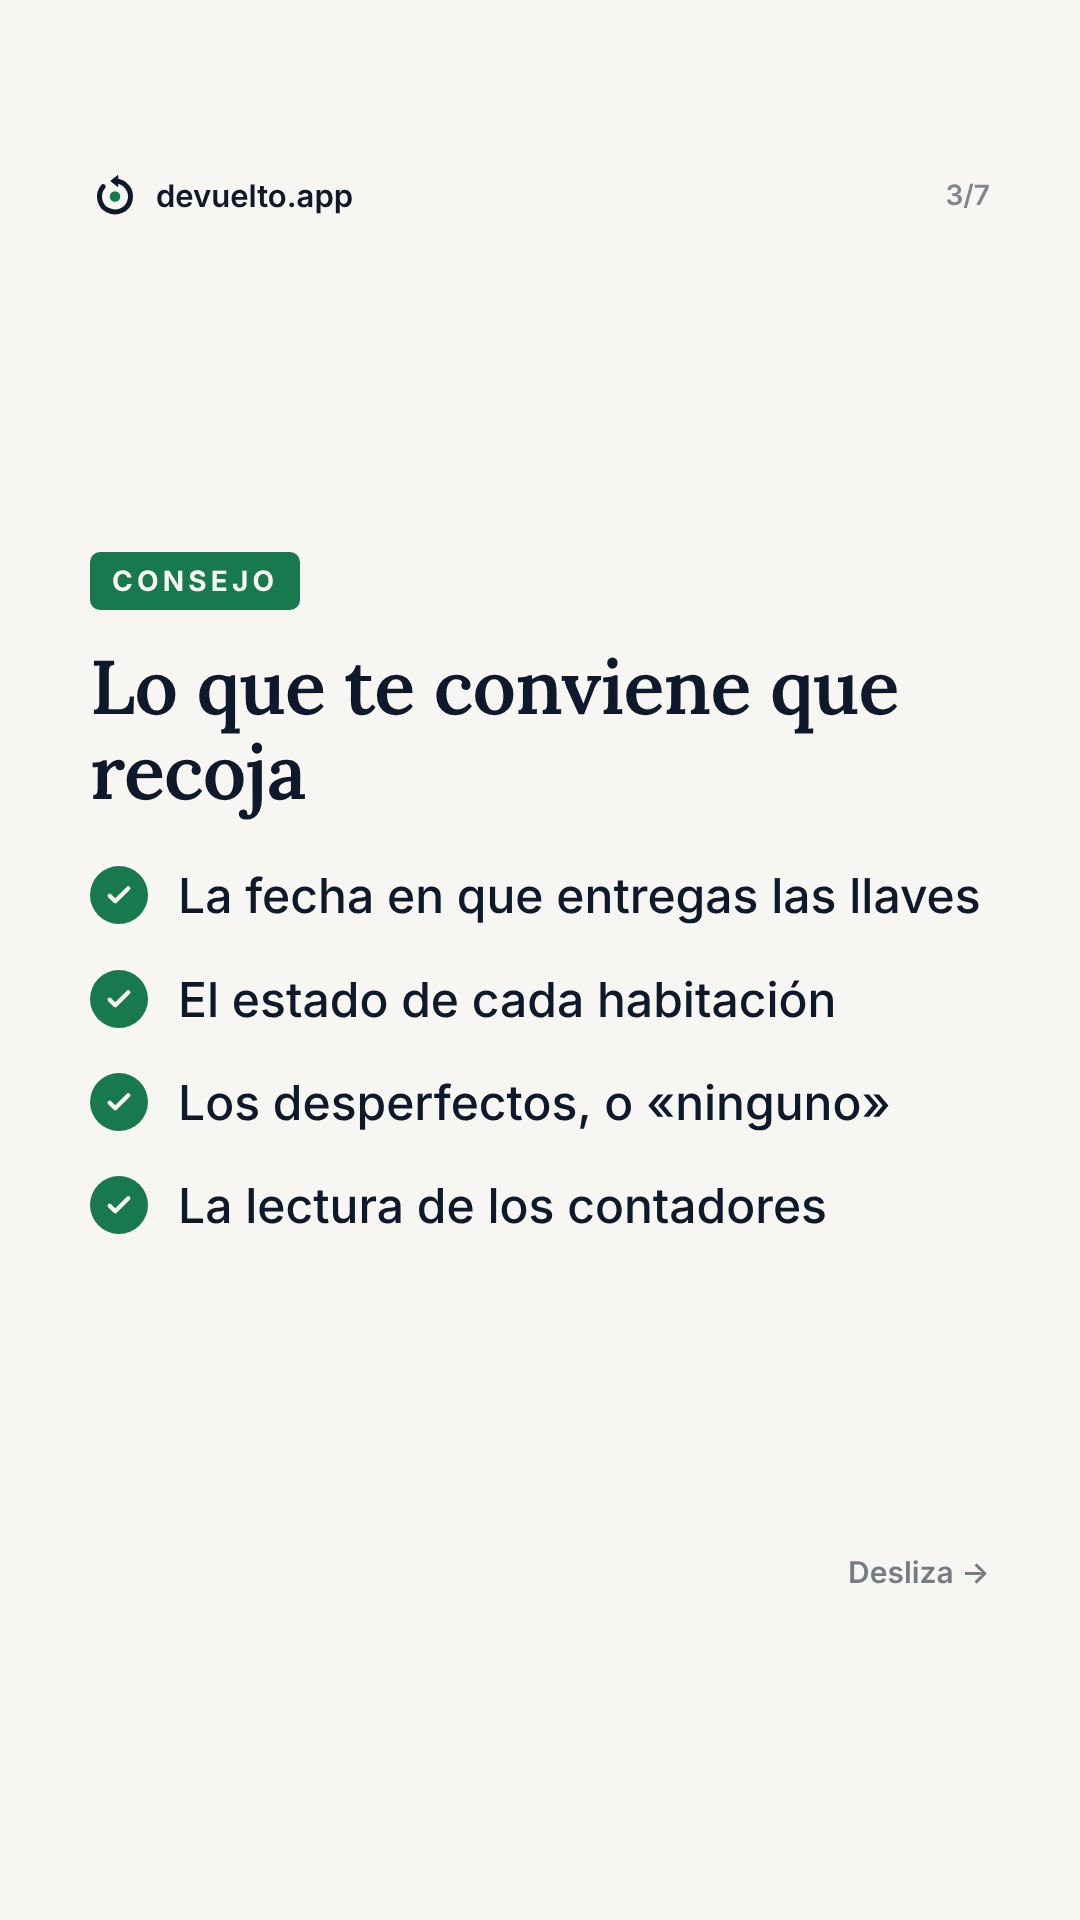 devuelto.app
3/7
CONSEJO
Lo que te conviene que
recoja
La fecha en que entregas las llaves
El estado de cada habitación
Los desperfectos, o «ninguno»
La lectura de los contadores
Desliza →